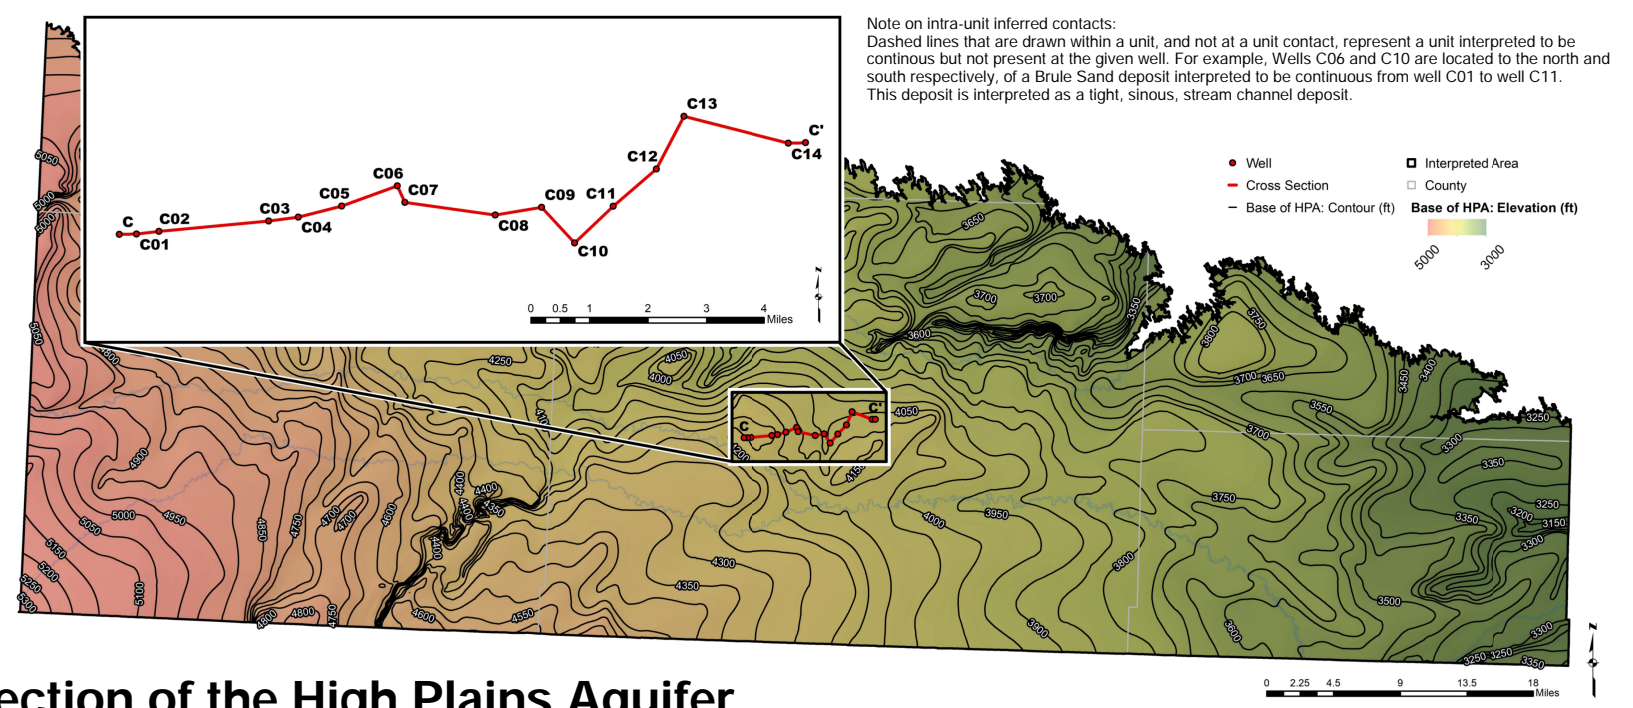 Note on intra-unit inferred contacts:
Dashed lines that are drawn within a unit, and not at a unit contact, represent a unit interpreted to be
continous but not present at the given well. For example, Wells C06 and C10 are located to the north and
south respectively, of a Brule Sand deposit interpreted to be continuous from well C01 to well C11.
This deposit is interpreted as a tight, sinous, stream channel deposit.
C13
C'
C14
C12
C06
C07
C09
C11
C05
C03
C04
C02
C
C01
C08
C10
0 0.5 1 2 3 4
Miles
z
Well
Cross Section
Base of HPA: Contour (ft)
Interpreted Area
County
Base of HPA: Elevation (ft)
5000
3000
5050
5000
5000
5050
4800
3650
3700
3700
3350
3600
3750
3800
3700 3650
3450
3400
3250
3550
3300
3700
3350
4250
4050
4000
C
C'
4050
4900
4400
4400
4350
4400
4400
5000
4950
5050
4850
4750
4700
4700
4600
5150
5200
5250
5300
5100
4800
4800
4750
4600
4550
4300
4350
4000
3950
3900
3800
3750
3250
3200
3150
3350
3300
3500
3600
3300
3250
3250
3350
z
0 2.25 4.5 9 13.5 18
Miles
ection of the High Plains Aquifer